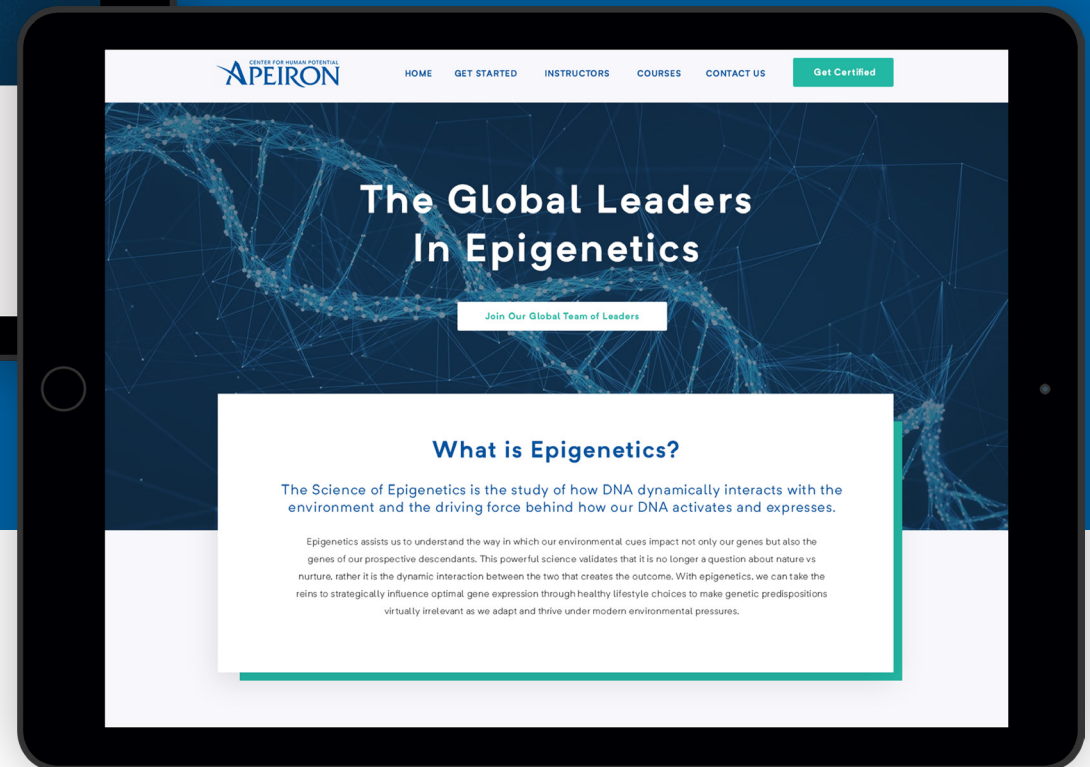 CENTER FOR HUMAN POTENTIAL
APEIRON
HOME GET STARTED INSTRUCTORS COURSES CONTACT US Get Certified
The Global Leaders
In Epigenetics
Join Our Global Team of Leaders
What is Epigenetics?
The Science of Epigenetics is the study of how DNA dynamically interacts with the
environment and the driving force behind how our DNA activates and expresses.
Epigenetics assists us to understand the way in which our environmental cues impact not only our genes but also the
genes of our prospective descendants. This powerful science validates that it is no longer a question about nature vs
nurture, rather it is the dynamic interaction between the two that creates the outcome. With epigenetics, we can take the
reins to strategically influence optimal gene expression through healthy lifestyle choices to make genetic predispositions
virtually irrelevant as we adapt and thrive under modern environmental pressures.